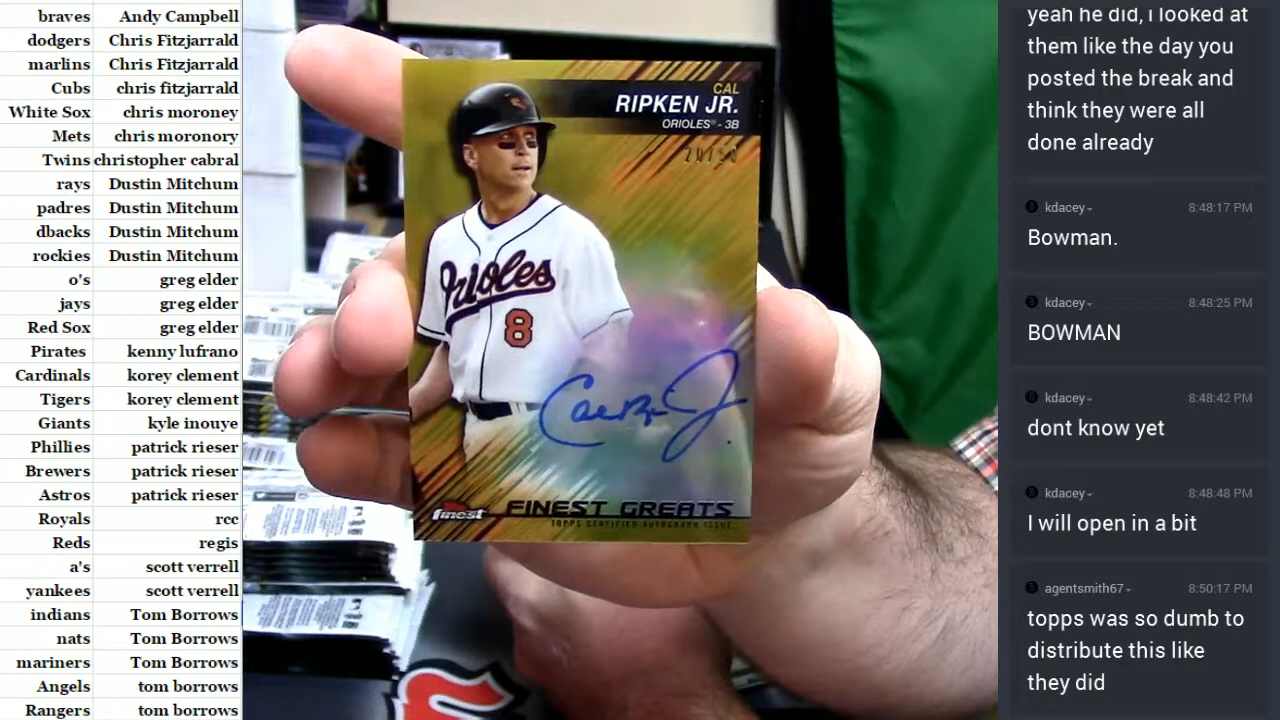 braves Andy Campbell
dodgers Chris Fitzjarrald
marlins Chris Fitzjarrald
Cubs chris fitzjarrald
White Sox chris moroney
Mets chris moronory
Twins christopher cabral
rays Dustin Mitchum
padres Dustin Mitchum
dbacks Dustin Mitchum
rockies Dustin Mitchum
o's greg elder
jays greg elder
Red Sox greg elder
Pirates kenny lufrano
Cardinals korey clement
Tigers korey clement
Giants kyle inouye
Phillies patrick rieser
Brewers patrick rieser
Astros patrick rieser
Royals rcc
Reds regis
a's scott verrell
yankees scott verrell
indians Tom Borrows
nats Tom Borrows
mariners Tom Borrows
Angels tom borrows
Rangers tom borrows
CAL
RIPKEN JR.
ORIOLES® - 3B
Orioles
8
finest FINEST GREATS
TOPPS CERTIFIED AUTOGRAPH ISSUE
yeah he did, i looked at
them like the day you
posted the break and
think they were all
done already
kdacey 8:48:17 PM
Bowman.
kdacey 8:48:25 PM
BOWMAN
kdacey 8:48:42 PM
dont know yet
kdacey 8:48:48 PM
I will open in a bit
agentsmith67 8:50:17 PM
topps was so dumb to
distribute this like
they did